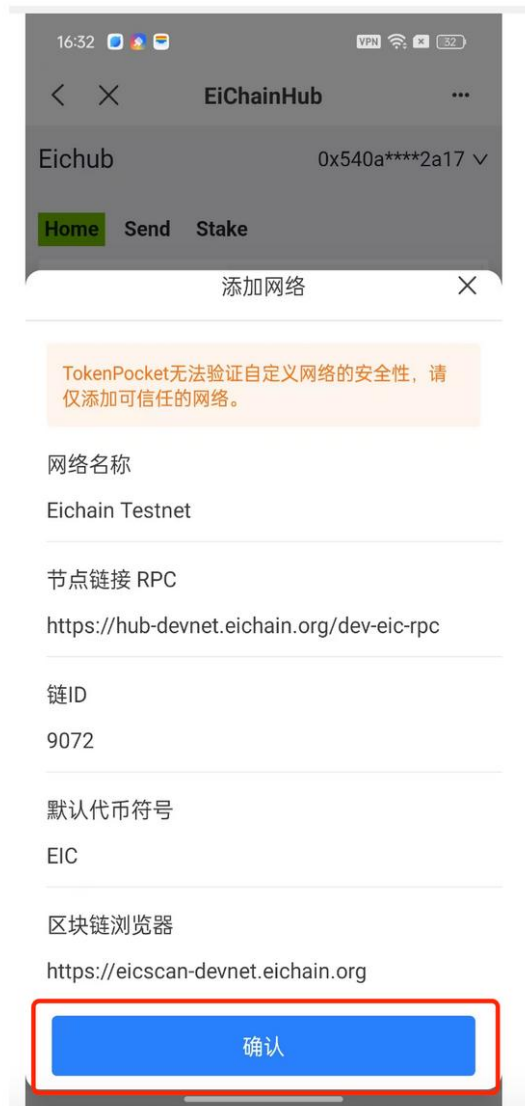 16:32
VPN
32
EiChainHub
Eichub
0x540a****2a17
Home Send Stake
添加网络
TokenPocket无法验证自定义网络的安全性，请
仅添加可信任的网络。
网络名称
Eichain Testnet
节点链接 RPC
https://hub-devnet.eichain.org/dev-eic-rpc
链ID
9072
默认代币符号
EIC
区块链浏览器
https://eicscan-devnet.eichain.org
确认